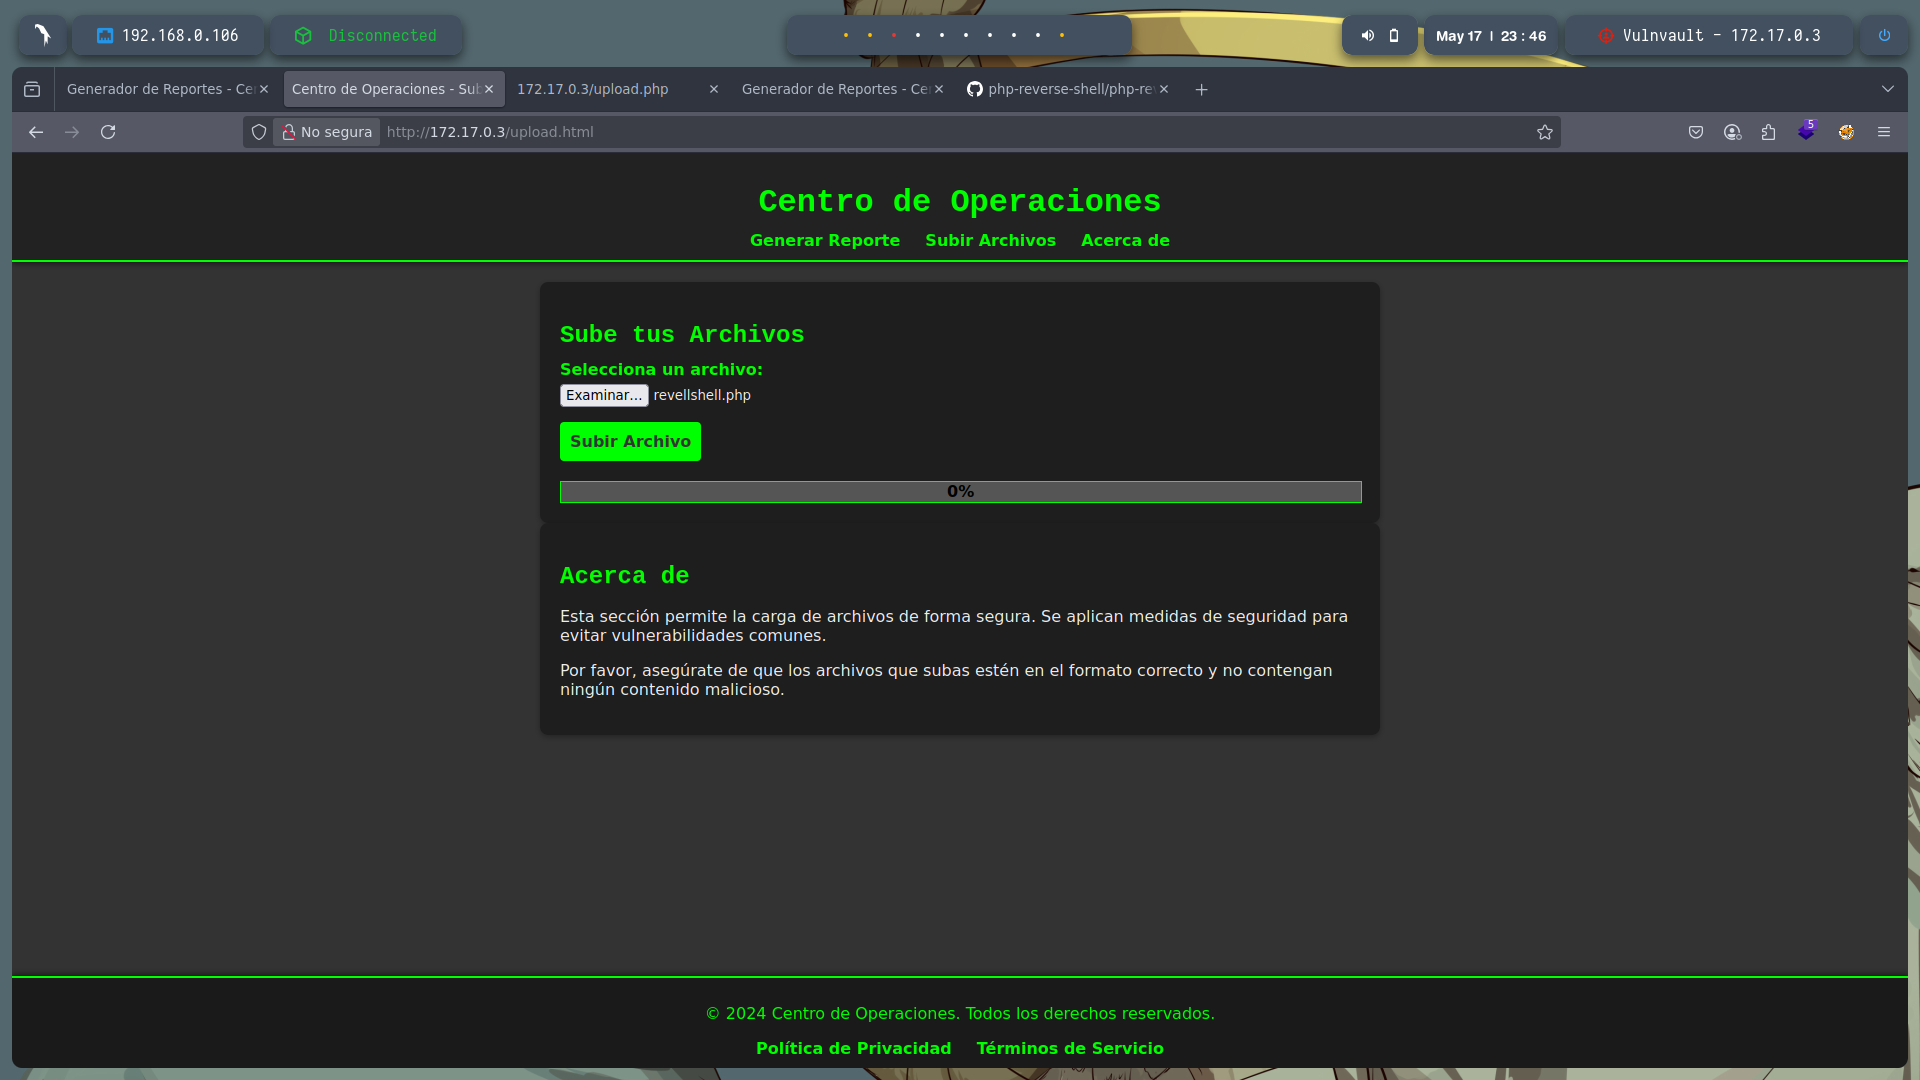 192.168.0.106
Disconnected
May 17 | 23 : 46
Vulnvault - 172.17.0.3
Generador de Reportes - Ce
Centro de Operaciones - Sub
172.17.0.3/upload.php
Generador de Reportes - Ce
php-reverse-shell/php-re
No segura
http://172.17.0.3/upload.html
5
Centro de Operaciones
Generar Reporte
Subir Archivos
Acerca de
Sube tus Archivos
Selecciona un archivo:
Examinar...
revellshell.php
Subir Archivo
0%
Acerca de
Esta sección permite la carga de archivos de forma segura. Se aplican medidas de seguridad para
evitar vulnerabilidades comunes.
Por favor, asegúrate de que los archivos que subas estén en el formato correcto y no contengan
ningún contenido malicioso.
© 2024 Centro de Operaciones. Todos los derechos reservados.
Política de Privacidad
Términos de Servicio